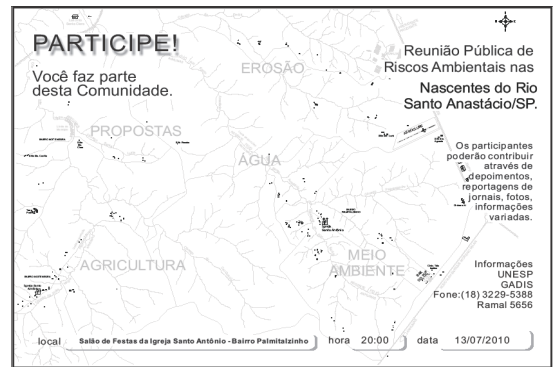 PARTICIPE!
Você faz parte
desta Comunidade.
Reunião Pública de
Riscos Ambientais nas
Nascentes do Rio
Santo Anastácio/SP.
EROSÃO
PROPOSTAS
ÁGUA
AGRICULTURA
MEIO
AMBIENTE
Os participantes
poderão contribuir
através de
depoimentos,
reportagens de
jornais, fotos,
informações
variadas.
Informações
UNESP
GADIS
Fone:(18) 3229-5388
Ramal 5656
local Salão de Festas da Igreja Santo Antônio - Bairro Palmitalzinho hora 20:00 data 13/07/2010